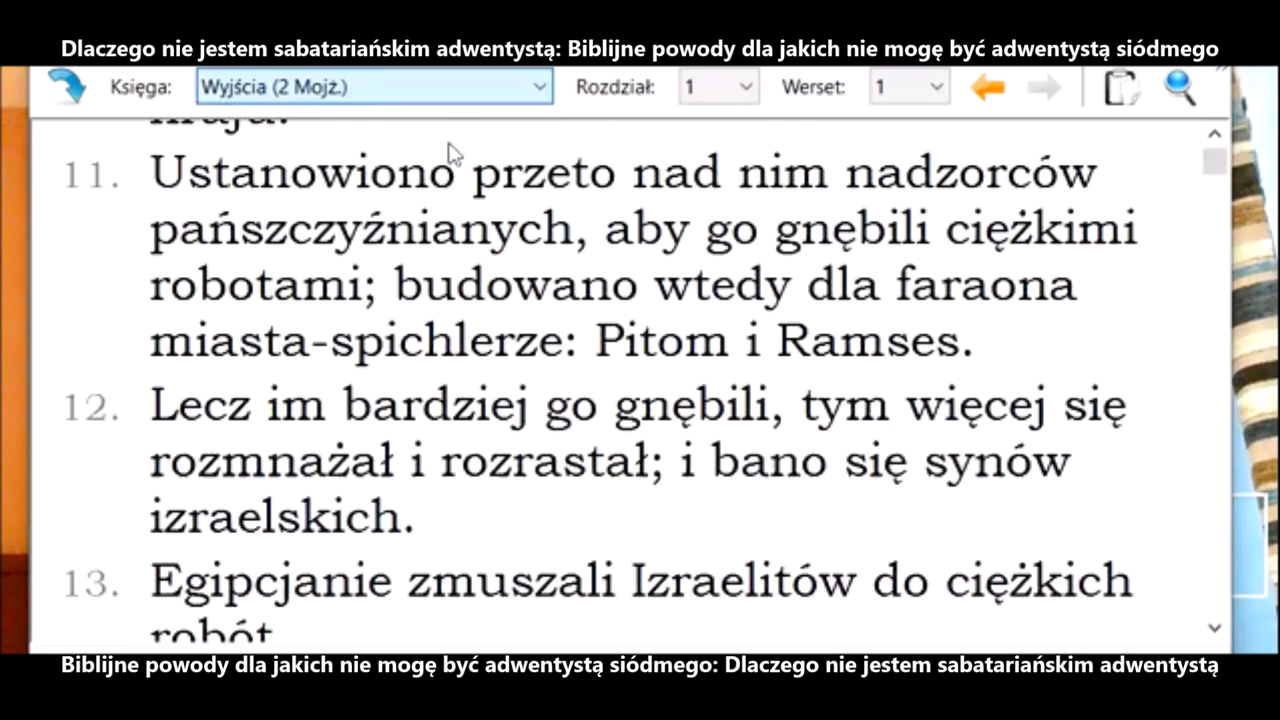 Dlaczego nie jestem sabatariańskim adwentystą: Biblijne powody dla jakich nie mogę być adwentystą siódmego
Księga: Wyjścia (2 Mojż.) Rozdział: 1 Werset: 1
kraju.
11. Ustanowiono przeto nad nim nadzorców
pańszczyźnianych, aby go gnębili ciężkimi
robotami; budowano wtedy dla faraona
miasta-spichlerze: Pitom i Ramses.
12. Lecz im bardziej go gnębili, tym więcej się
rozmnażał i rozrastał; i bano się synów
izraelskich.
13. Egipcjanie zmuszali Izraelitów do ciężkich
robót
Biblijne powody dla jakich nie mogę być adwentystą siódmego: Dlaczego nie jestem sabatariańskim adwentystą